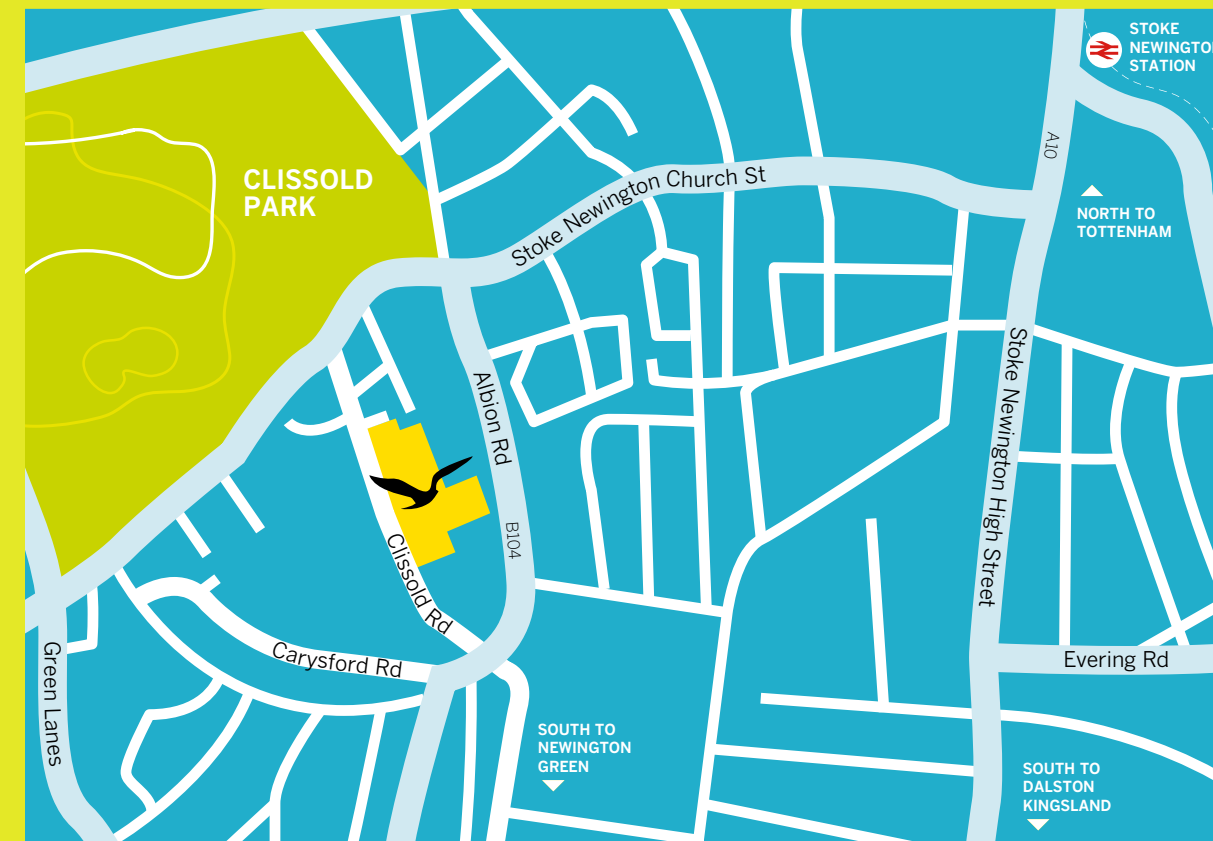 STOKE
NEWINGTO
STATION
A10
CLISSOLD
PARK
Stoke Newington Church St
NORTH TO
TOTTENHAM
Albion Rd
Stoke Newington High Street
B104
Clissold Rd
Green Lanes
Carysford Rd
Evering Rd
SOUTH TO
NEWINGTON
GREEN
SOUTH TO
DALSTON
KINGSLAND